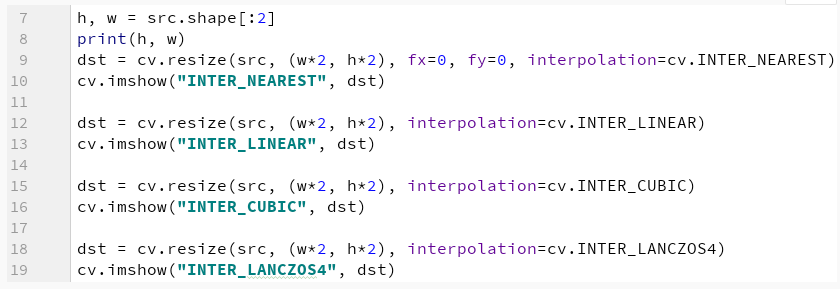 7 h, w = src.shape[:2]
8 print(h, w)
9 dst = cv.resize(src, (w*2, h*2), fx=0, fy=0, interpolation=cv.INTER_NEAREST)
10 cv.imshow("INTER_NEAREST", dst)
11
12 dst = cv.resize(src, (w*2, h*2), interpolation=cv.INTER_LINEAR)
13 cv.imshow("INTER_LINEAR", dst)
14
15 dst = cv.resize(src, (w*2, h*2), interpolation=cv.INTER_CUBIC)
16 cv.imshow("INTER_CUBIC", dst)
17
18 dst = cv.resize(src, (w*2, h*2), interpolation=cv.INTER_LANCZOS4)
19 cv.imshow("INTER_LANCZOS4", dst)